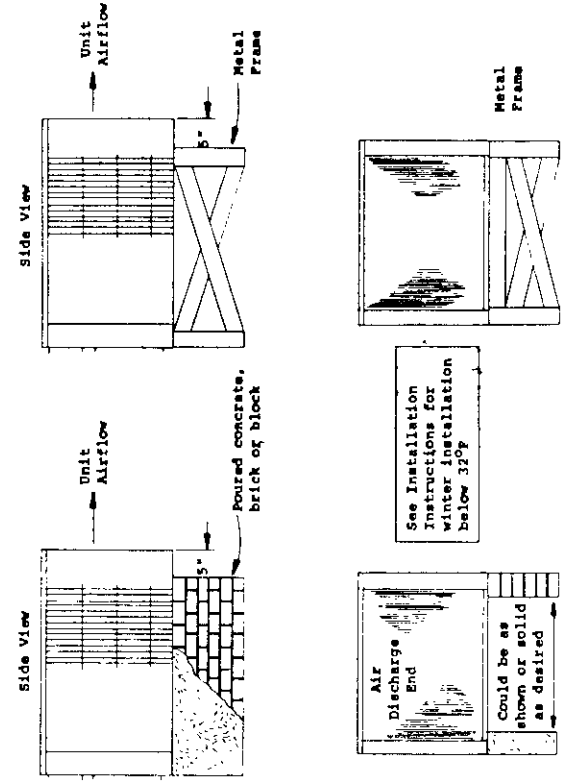 Side View
Unit
Airflow
5"
Poured concrete,
brick or block
Side View
Unit
Airflow
5"
Metal
Frame
Air
Discharge
End
Could be as
shown or solid
as desired
See Installation
Instructions for
winter installation
below 32°F
Metal
Frame